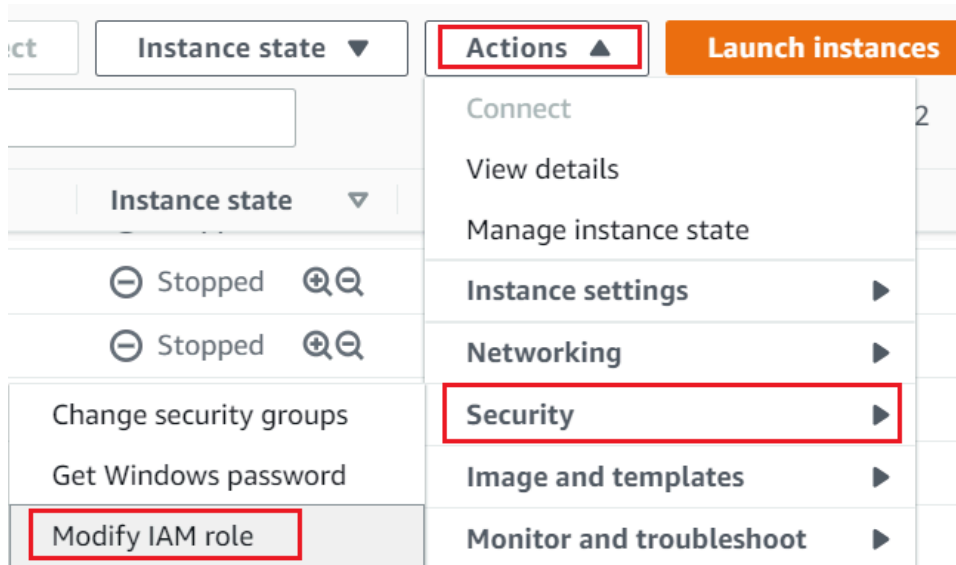 ct Instance state Actions Launch instances
Connect
2
View details
Instance state
Manage instance state
Stopped
Instance settings
Stopped
Networking
Change security groups
Security
Get Windows password
Image and templates
Modify IAM role
Monitor and troubleshoot